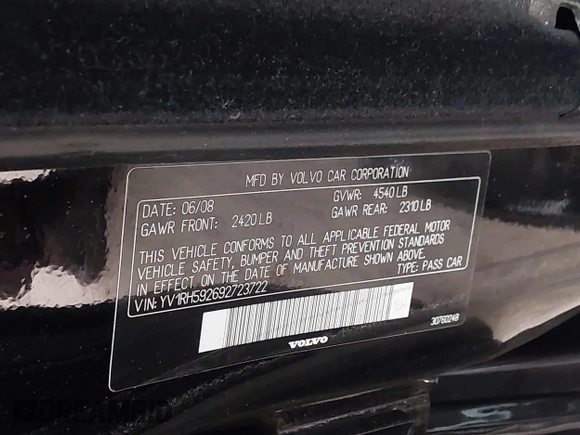 MFD BY VOLVO CAR CORPORATION
DATE: 06/08 GVWR: 4540 LB
GAWR FRONT: 2420 LB GAWR REAR: 2310 LB
THIS VEHICLE CONFORMS TO ALL APPLICABLE FEDERAL MOTOR
VEHICLE SAFETY, BUMPER AND THEFT PREVENTION STANDARDS
IN EFFECT ON THE DATE OF MANUFACTURE SHOWN ABOVE.
VIN: YV1RH592692723722 TYPE: PASS CAR
VOLVO
30760248
DREAMBID